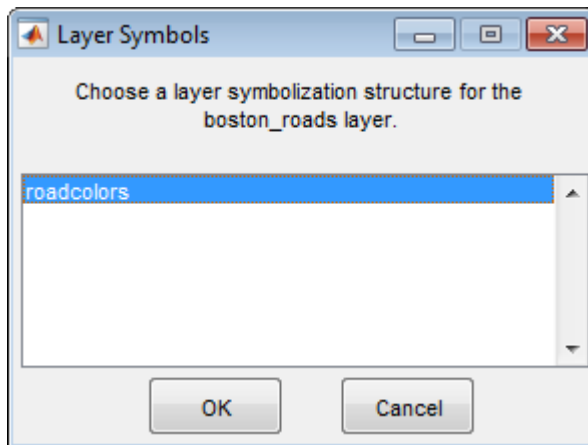 Layer Symbols
Choose a layer symbolization structure for the
boston_roads layer.
roadcolors
OK
Cancel